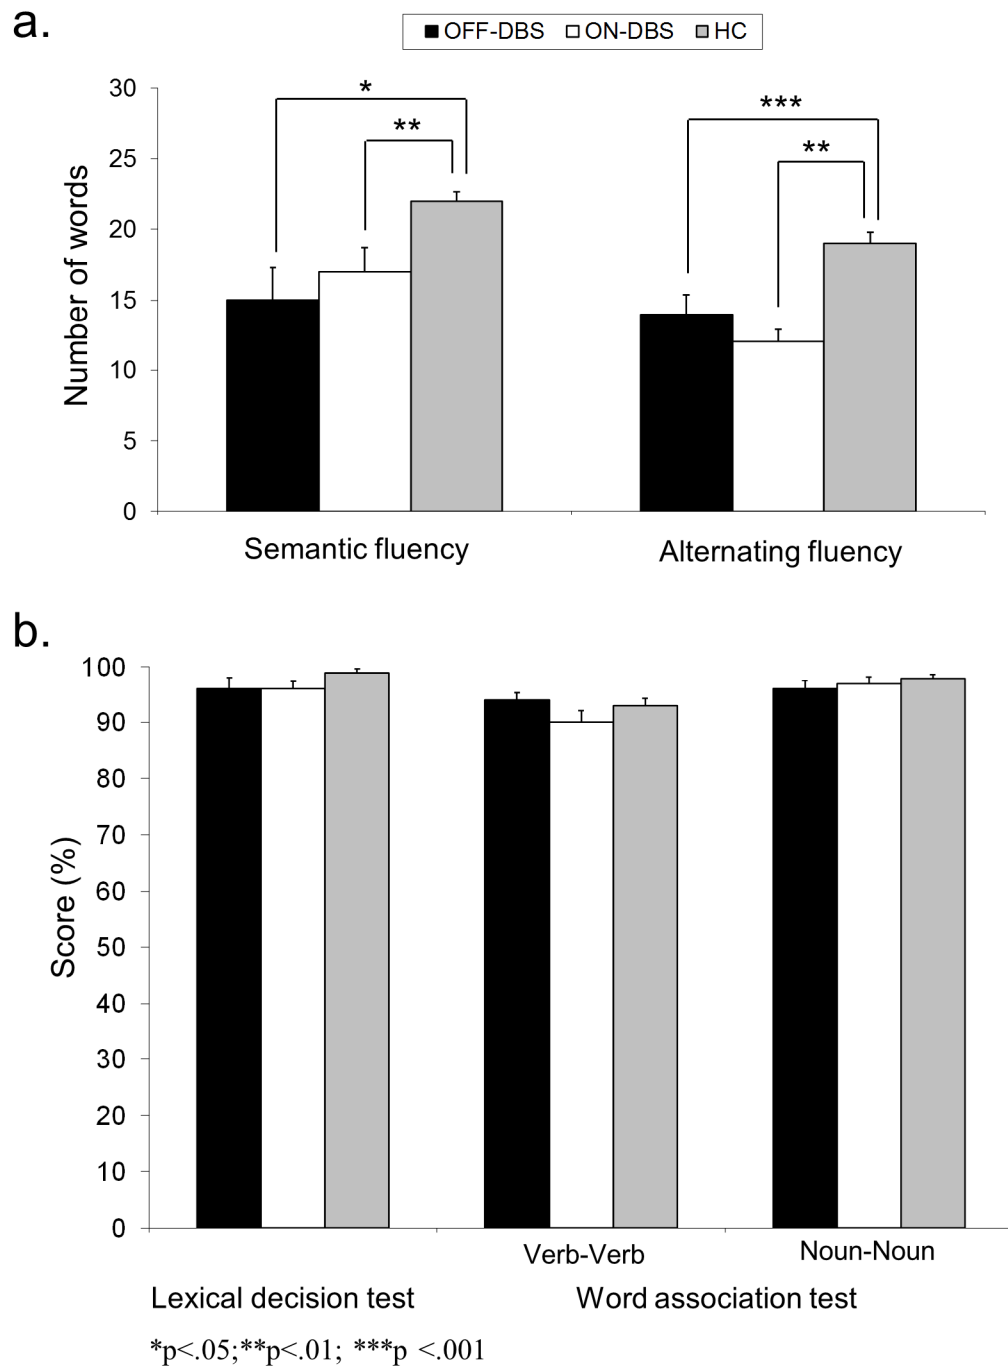 a.
OFF-DBS ON-DBS HC
30
25
20
15
10
5
0
Number of words
*
**
***
**
Semantic fluency Alternating fluency
b.
100
90
80
70
60
50
40
30
20
10
0
Score (%)
Verb-Verb Noun-Noun
Lexical decision test Word association test
*p<.05;**p<.01; ***p <.001